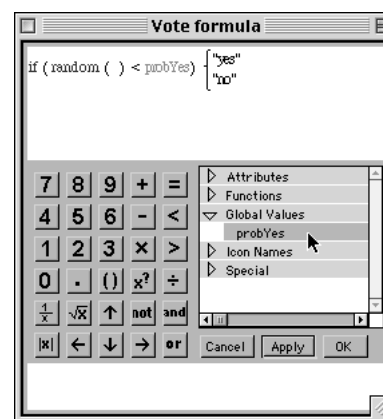 Vote formula
if ( random ( ) < probYes) { "yes"
"no"
7 8 9 + =
4 5 6 - <
1 2 3 × >
0 . () x? ÷
1/x √x ↑ not and
|x| ← ↓ → or
Attributes
Functions
Global Values
probYes
Icon Names
Special
Cancel Apply OK